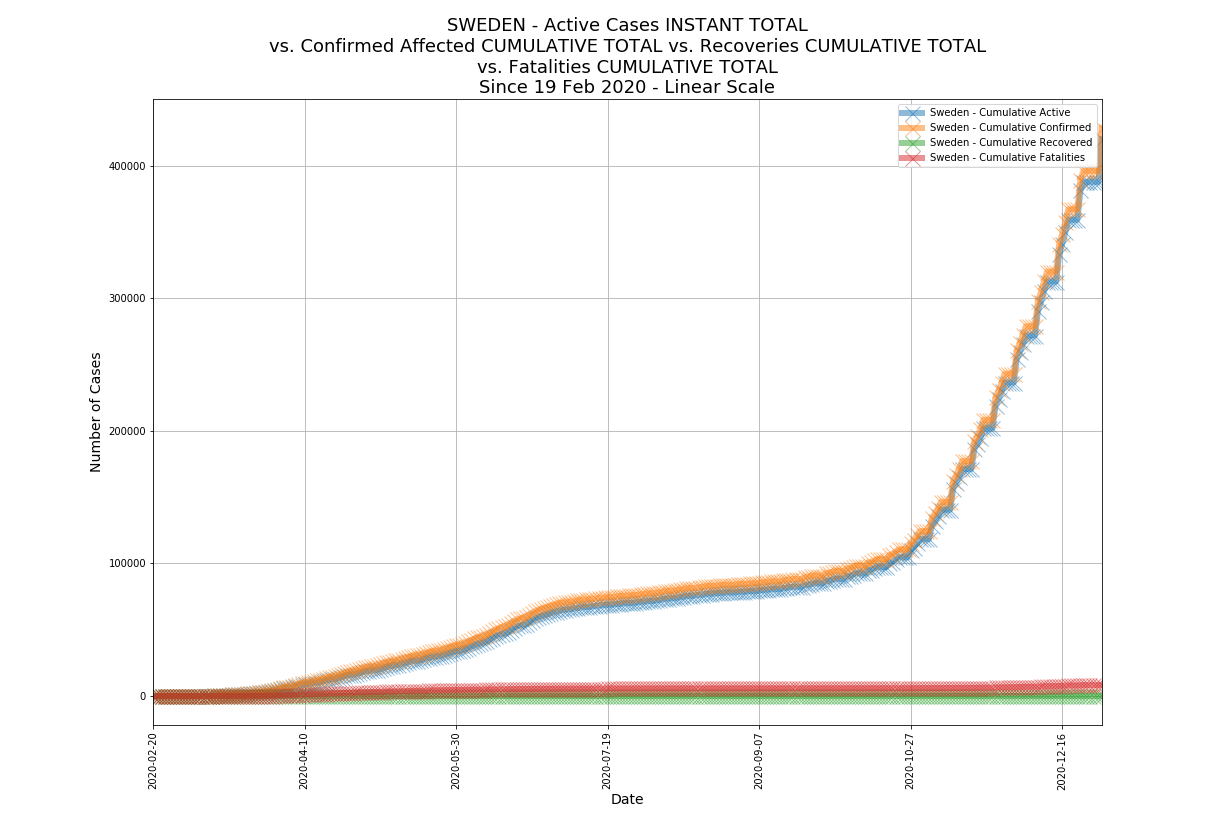 SWEDEN - Active Cases INSTANT TOTAL
vs. Confirmed Affected CUMULATIVE TOTAL vs. Recoveries CUMULATIVE TOTAL
vs. Fatalities CUMULATIVE TOTAL
Since 19 Feb 2020 - Linear Scale
Sweden - Cumulative Active
Sweden - Cumulative Confirmed
Sweden - Cumulative Recovered
Sweden - Cumulative Fatalities
400000
300000
200000
100000
0
Number of Cases
2020-02-20
2020-04-10
2020-05-30
2020-07-19
2020-09-07
2020-10-27
2020-12-16
Date